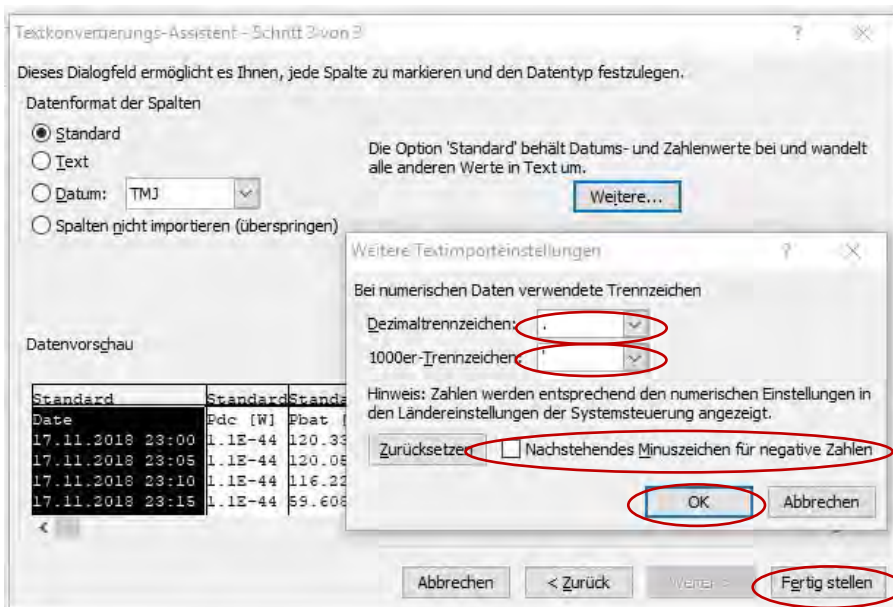 Textkonvertierungs-Assistent - Schritt 3 von 3
Dieses Dialogfeld ermöglicht es Ihnen, jede Spalte zu markieren und den Datentyp festzulegen.
Datenformat der Spalten
Standard
Text
Datum: TMJ
Spalten nicht importieren (überspringen)
Die Option 'Standard' behält Datums- und Zahlenwerte bei und wandelt
alle anderen Werte in Text um.
Weitere...
Weitere Textimporteinstellungen
Bei numerischen Daten verwendete Trennzeichen
Dezimaltrennzeichen: .
1000er-Trennzeichen: '
Hinweis: Zahlen werden entsprechend den numerischen Einstellungen in
den Ländereinstellungen der Systemsteuerung angezeigt.
Zurücksetzen Nachstehendes Minuszeichen für negative Zahlen
OK Abbrechen
Datenvorschau
Standard Standard Standa
Date Pdc [W] Pbat [
17.11.2018 23:00 1.1E-44 120.33
17.11.2018 23:05 1.1E-44 120.05
17.11.2018 23:10 1.1E-44 116.22
17.11.2018 23:15 1.1E-44 59.608
Abbrechen < Zurück Weiter > Fertig stellen